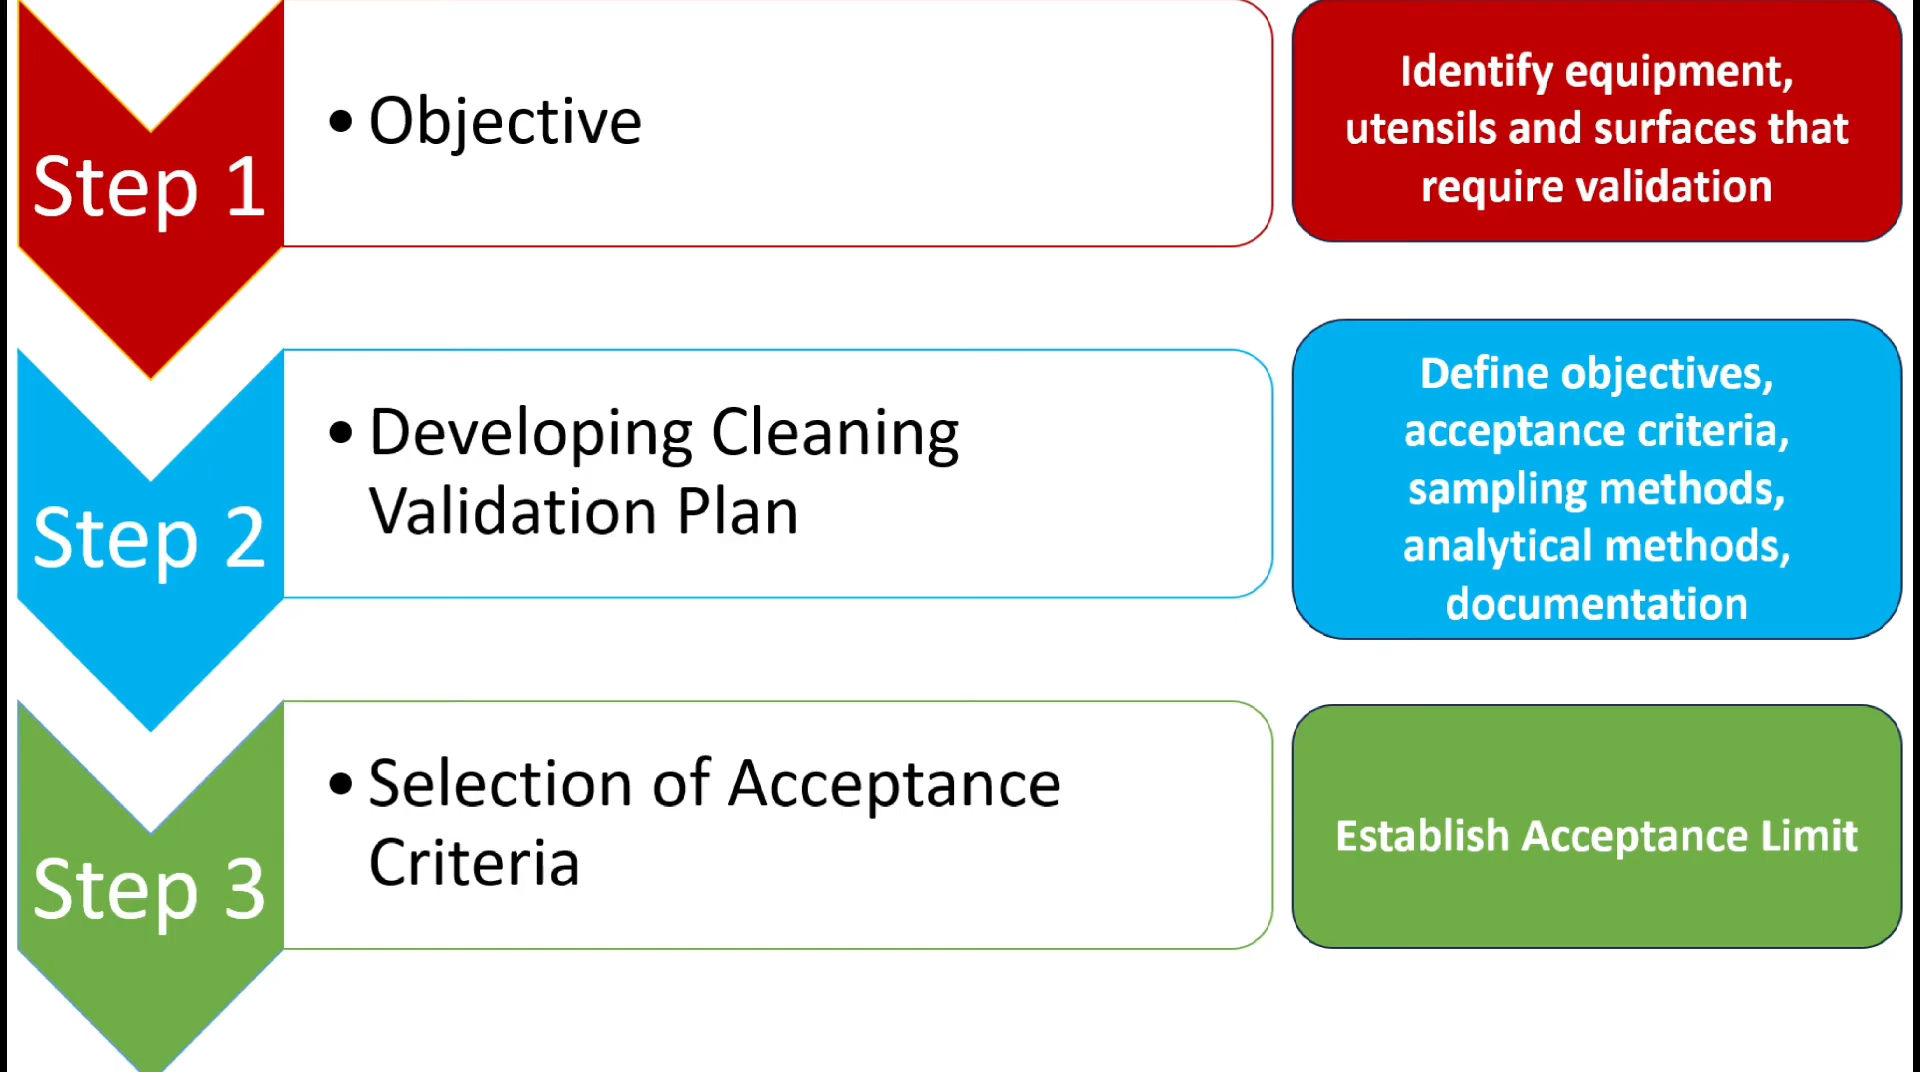 Step 1
• Objective
Identify equipment,
utensils and surfaces that
require validation
Step 2
• Developing Cleaning
Validation Plan
Define objectives,
acceptance criteria,
sampling methods,
analytical methods,
documentation
Step 3
• Selection of Acceptance
Criteria
Establish Acceptance Limit